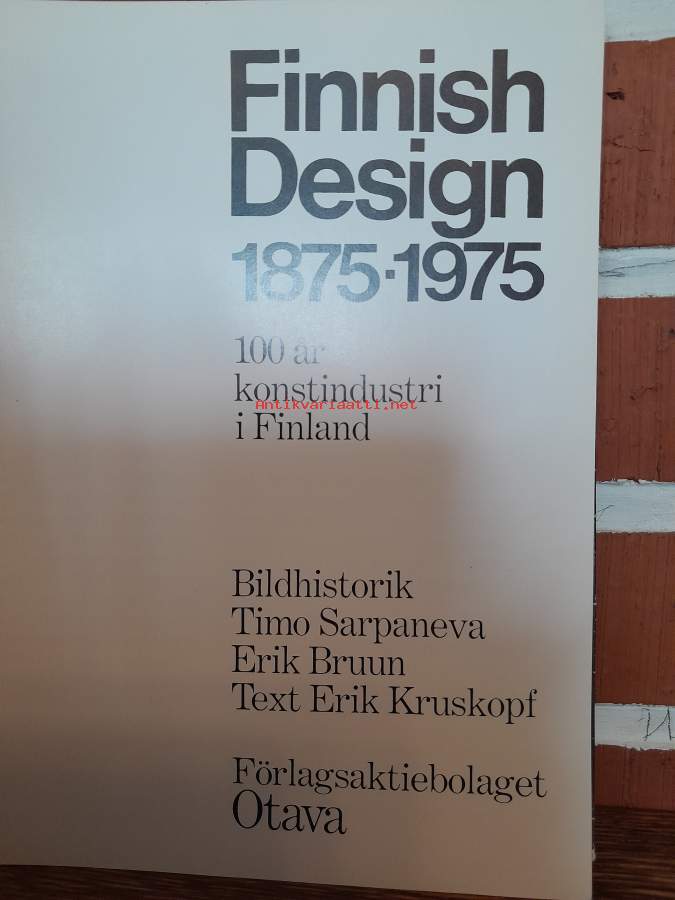 Finnish
Design
1875·1975
100 år
konstindustri
Antikvariaatti.net
i Finland
Bildhistorik
Timo Sarpaneva
Erik Bruun
Text Erik Kruskopf
Förlagsaktiebolaget
Otava